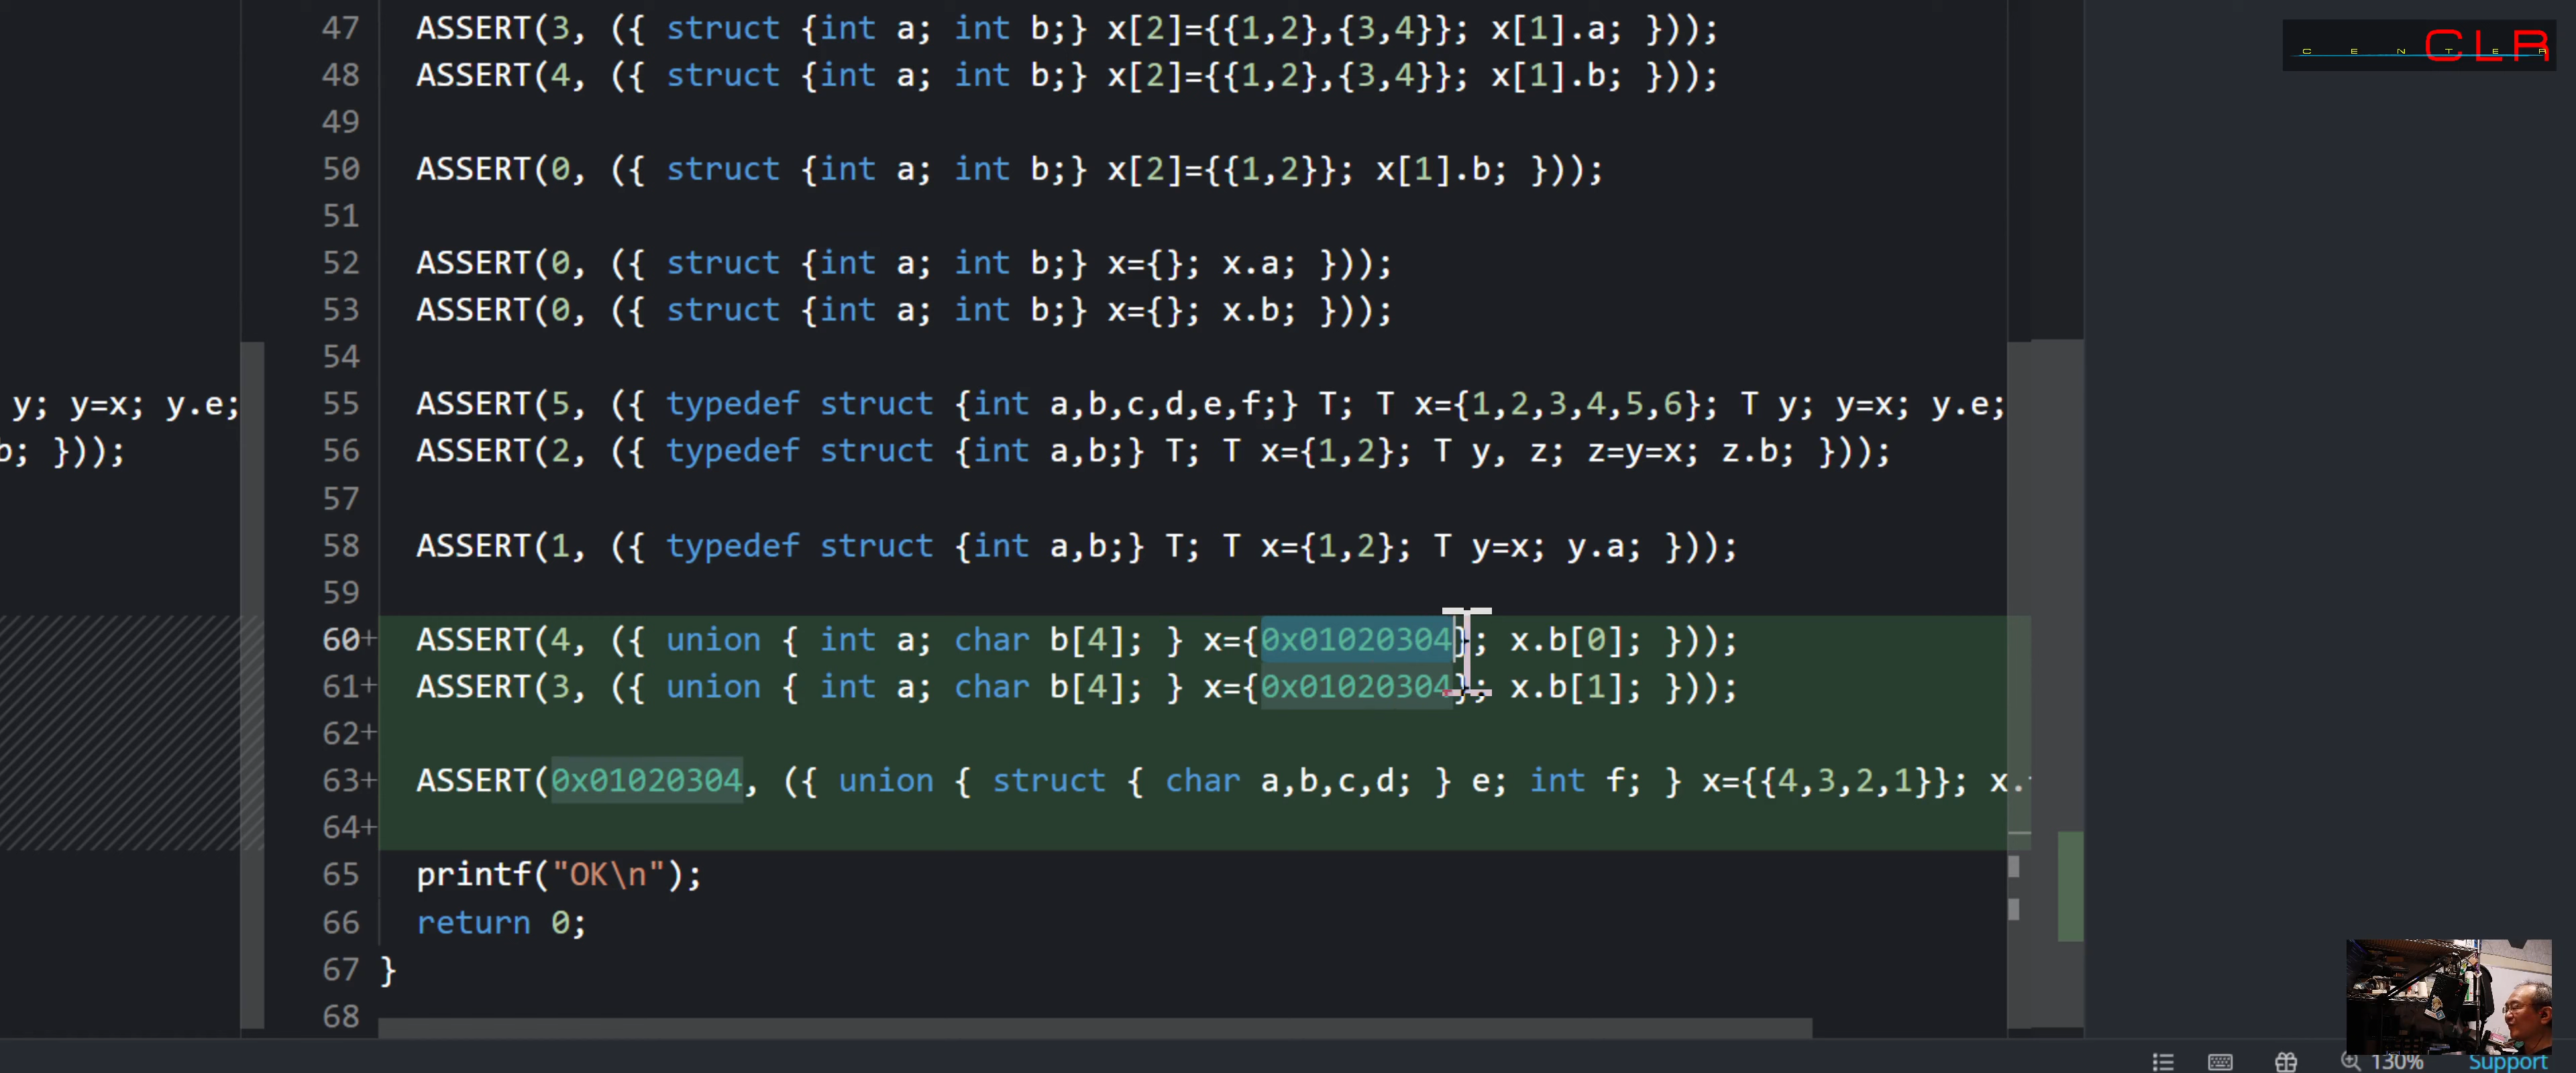 CENTER CLR
47 ASSERT(3, ({ struct {int a; int b;} x[2]={{1,2},{3,4}}; x[1].a; }));
48 ASSERT(4, ({ struct {int a; int b;} x[2]={{1,2},{3,4}}; x[1].b; }));
49
50 ASSERT(0, ({ struct {int a; int b;} x[2]={{1,2}}; x[1].b; }));
51
52 ASSERT(0, ({ struct {int a; int b;} x={}; x.a; }));
53 ASSERT(0, ({ struct {int a; int b;} x={}; x.b; }));
54
y; y=x; y.e; 55 ASSERT(5, ({ typedef struct {int a,b,c,d,e,f;} T; T x={1,2,3,4,5,6}; T y; y=x; y.e;
b; })); 56 ASSERT(2, ({ typedef struct {int a,b;} T; T x={1,2}; T y, z; z=y=x; z.b; }));
57
58 ASSERT(1, ({ typedef struct {int a,b;} T; T x={1,2}; T y=x; y.a; }));
59
60+ ASSERT(4, ({ union { int a; char b[4]; } x={0x01020304}; x.b[0]; }));
61+ ASSERT(3, ({ union { int a; char b[4]; } x={0x01020304}; x.b[1]; }));
62+
63+ ASSERT(0x01020304, ({ union { struct { char a,b,c,d; } e; int f; } x={{4,3,2,1}}; x.
64+
65 printf("OK\n");
66 return 0;
67 }
68
130% Support